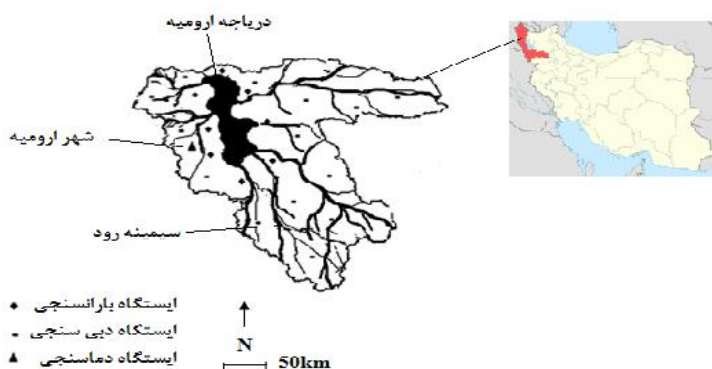 دریاچه ارومیه
شهر ارومیه
سیمینه رود
ایستگاه بارانسنجی
ایستگاه دبی سنجی
ایستگاه دماسنجی
N
50km